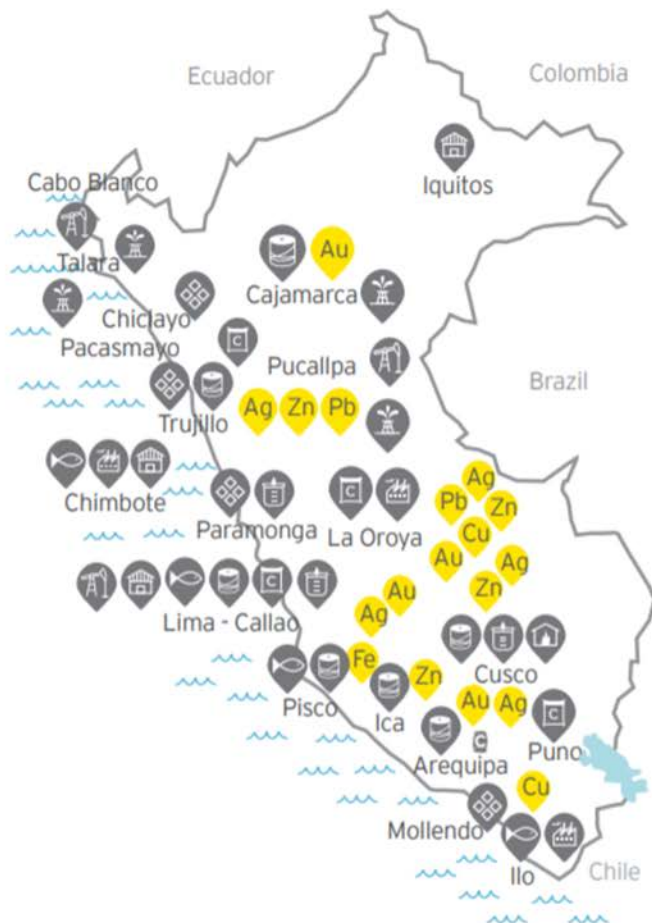 Ecuador
Colombia
Iquitos
Cabo Blanco
Talara
Au
Cajamarca
Chiclayo
Pacasmayo
C
Pucallpa
Brazil
Trujillo
Ag Zn Pb
Chimbote
Paramonga
C
La Oroya
Ag
Pb
Zn
Cu
Au
Ag
Zn
C
Lima - Callao
Au
Ag
Fe
Pisco
Ica
Zn
Cusco
Au
Ag
C
Puno
C
Arequipa
Cu
Mollendo
Ilo
Chile